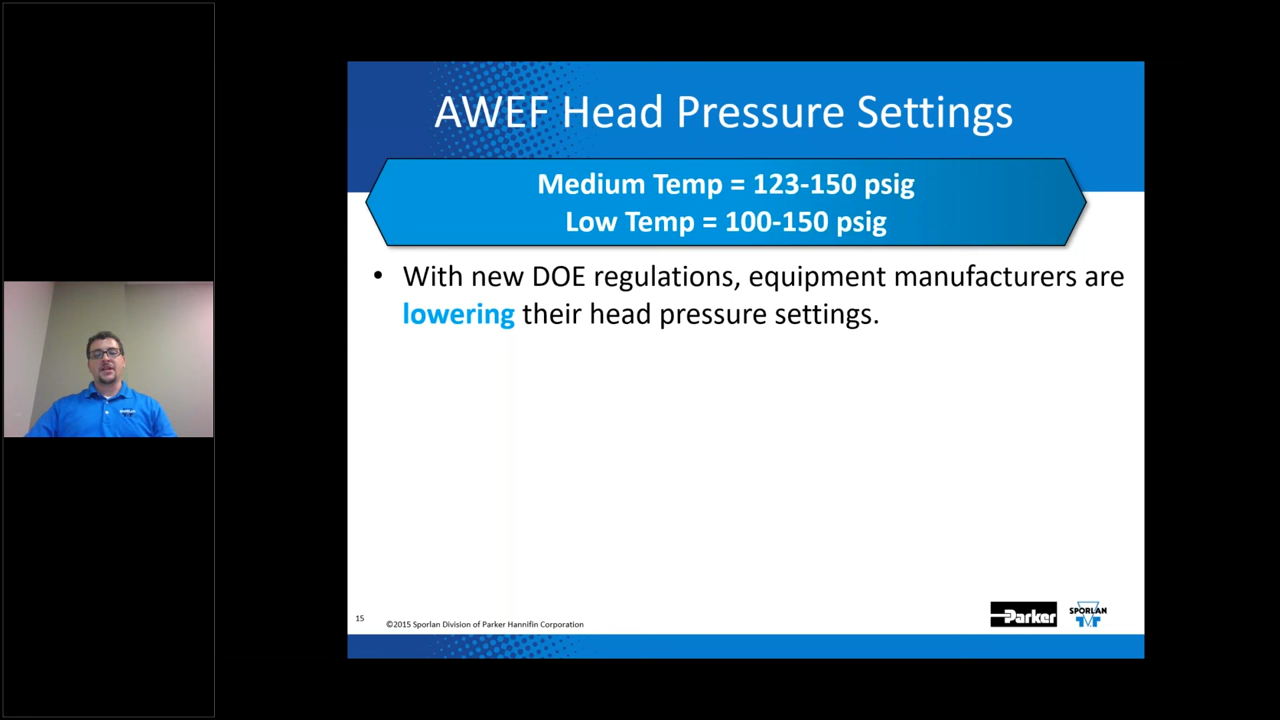 AWEF Head Pressure Settings
Medium Temp = 123-150 psig
Low Temp = 100-150 psig
• With new DOE regulations, equipment manufacturers are
lowering their head pressure settings.
15
©2015 Sporlan Division of Parker Hannifin Corporation
Parker
SPORLAN